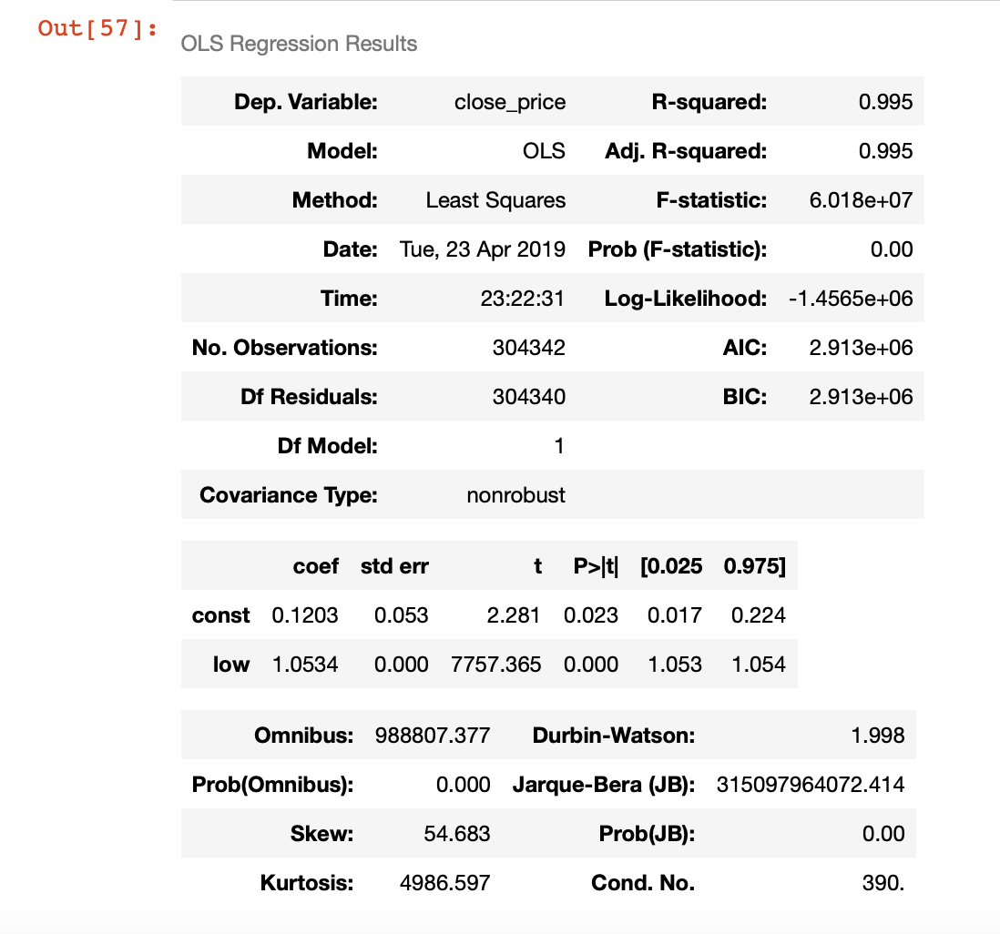 Out[57]:
OLS Regression Results
Dep. Variable: close_price R-squared: 0.995
Model: OLS Adj. R-squared: 0.995
Method: Least Squares F-statistic: 6.018e+07
Date: Tue, 23 Apr 2019 Prob (F-statistic): 0.00
Time: 23:22:31 Log-Likelihood: -1.4565e+06
No. Observations: 304342 AIC: 2.913e+06
Df Residuals: 304340 BIC: 2.913e+06
Df Model: 1
Covariance Type: nonrobust
coef std err t P>|t| [0.025 0.975]
const 0.1203 0.053 2.281 0.023 0.017 0.224
low 1.0534 0.000 7757.365 0.000 1.053 1.054
Omnibus: 988807.377 Durbin-Watson: 1.998
Prob(Omnibus): 0.000 Jarque-Bera (JB): 315097964072.414
Skew: 54.683 Prob(JB): 0.00
Kurtosis: 4986.597 Cond. No. 390.